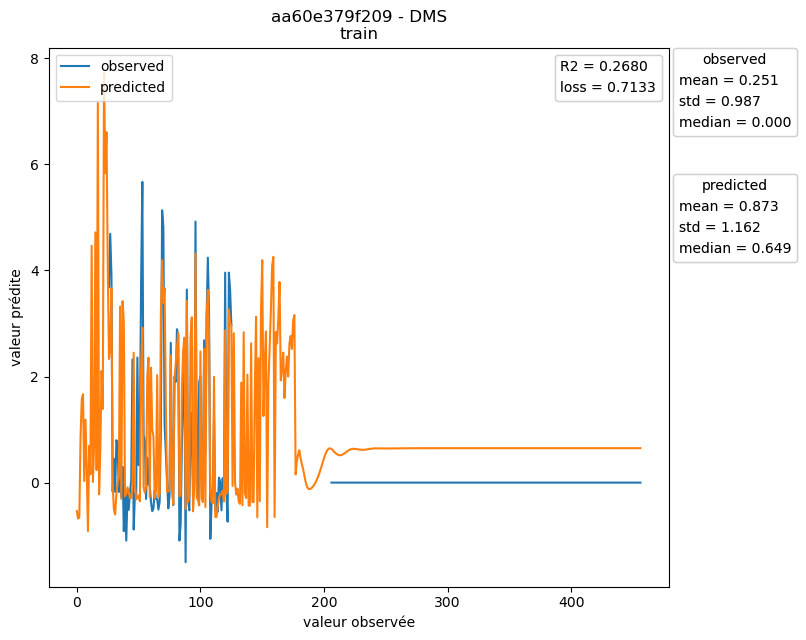 aa60e379f209 - DMS
train
observed
predicted
R2 = 0.2680
loss = 0.7133
observed
mean = 0.251
std = 0.987
median = 0.000
predicted
mean = 0.873
std = 1.162
median = 0.649
8
6
4
2
0
valeur prédite
0 100 200 300 400
valeur observée